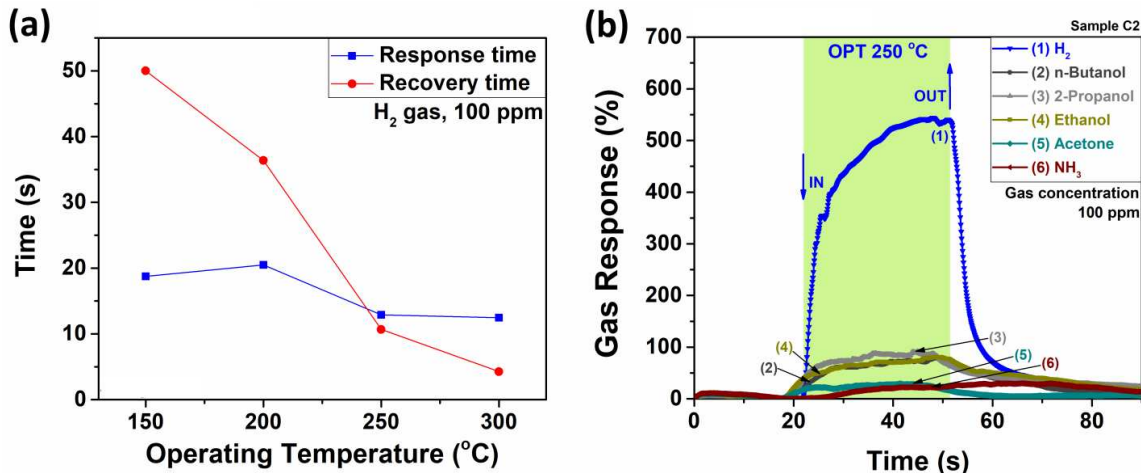 (a)
Response time
Recovery time
H₂ gas, 100 ppm
50
40
30
20
10
0
Time (s)
150 200 250 300
Operating Temperature (°C)
(b)
Sample C2
700
600
500
400
300
200
100
0
Gas Response (%)
OPT 250 °C
OUT
IN
(1)
(2)
(3)
(4)
(5)
(6)
(1) H₂
(2) n-Butanol
(3) 2-Propanol
(4) Ethanol
(5) Acetone
(6) NH₃
Gas concentration
100 ppm
0 20 40 60 80
Time (s)